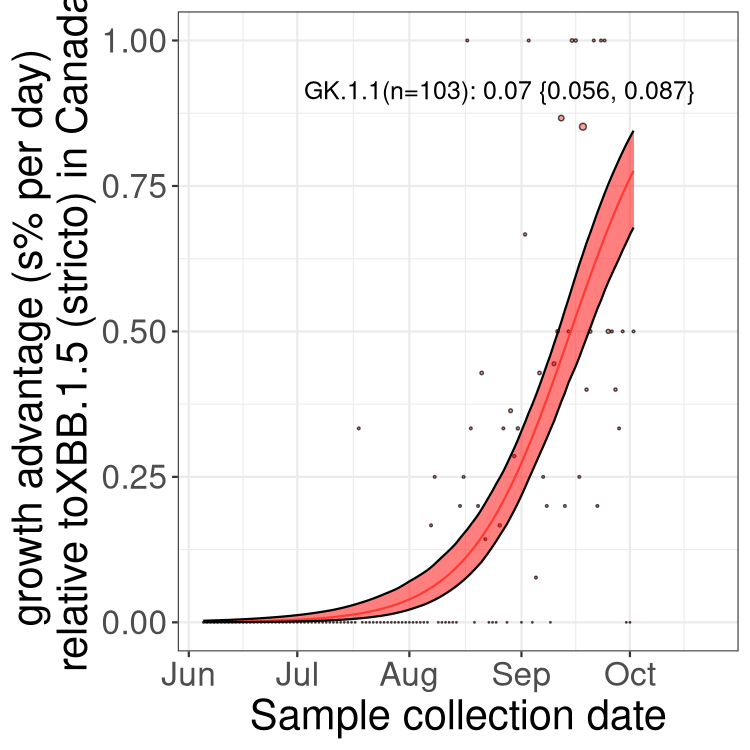 growth advantage (s% per day)
relative toXBB.1.5 (stricto) in Canada
1.00
0.75
0.50
0.25
0.00
GK.1.1(n=103): 0.07 {0.056, 0.087}
Jun Jul Aug Sep Oct
Sample collection date